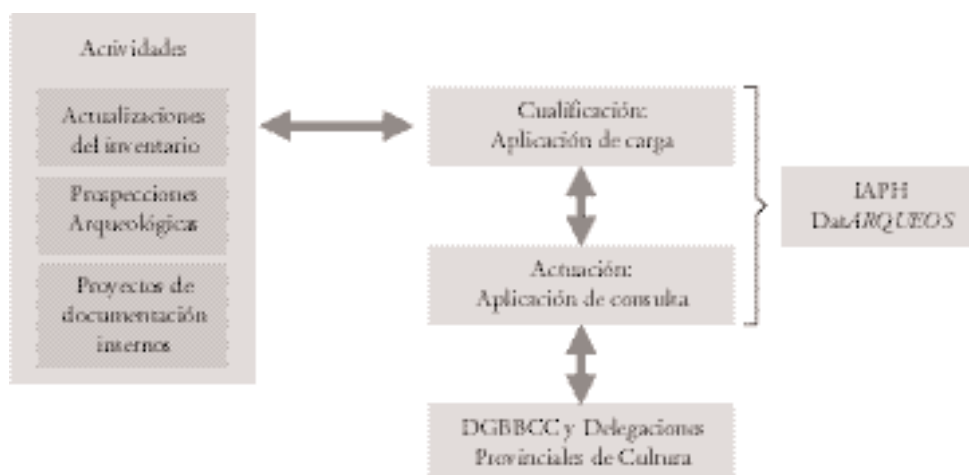 Actividades
Actualizaciones
del inventario
Prospecciones
Arqueológicas
Proyectos de
documentación
internos
Cualificación:
Aplicación de carga
Actuación:
Aplicación de consulta
DGBBCC y Delegaciones
Provinciales de Cultura
IAPH
DatARQUEOS